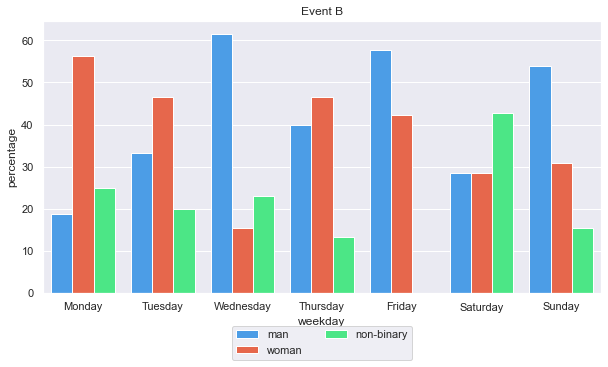 Event B
percentage
60
50
40
30
20
10
0
Monday Tuesday Wednesday Thursday Friday Saturday Sunday
weekday
man non-binary
woman